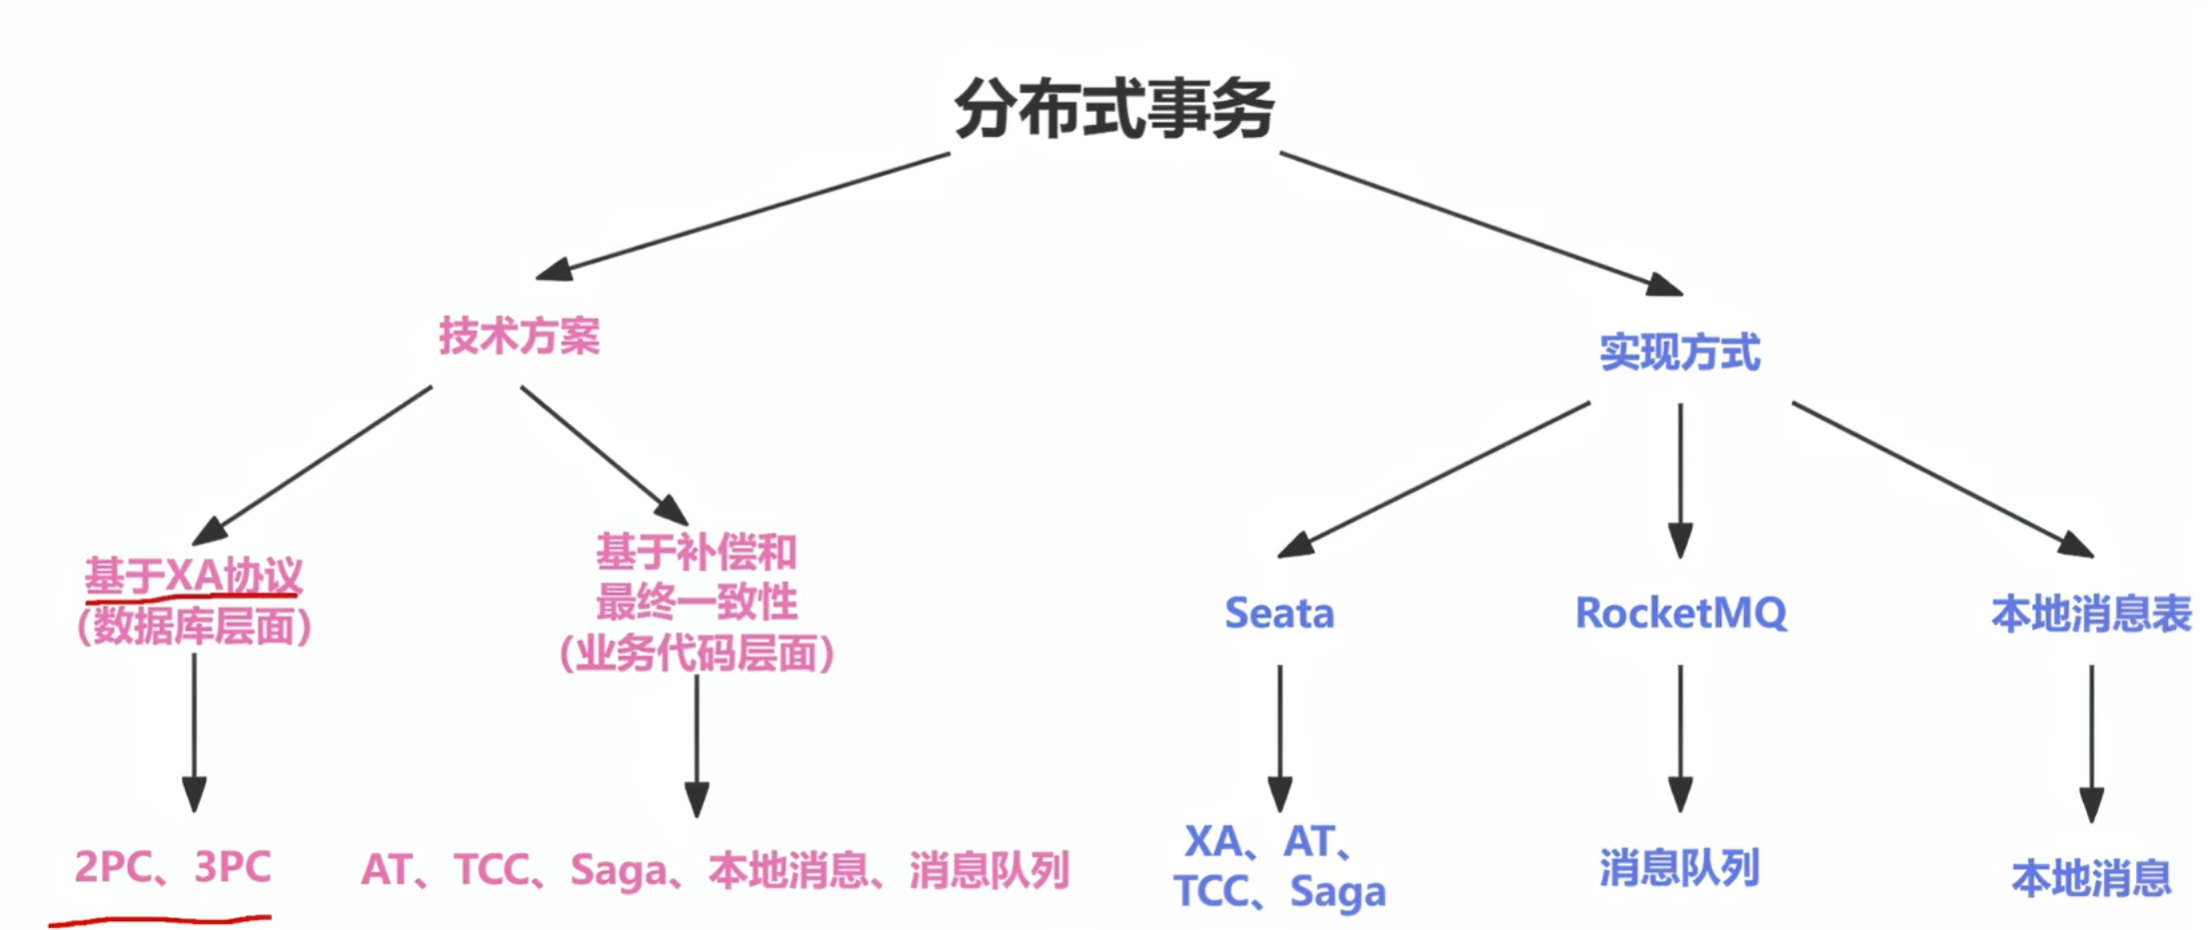 分布式事务
技术方案
实现方式
基于XA协议
(数据库层面)
基于补偿和
最终一致性
(业务代码层面)
Seata
RocketMQ
本地消息表
2PC、3PC
AT、TCC、Saga、本地消息、消息队列
XA、AT、
TCC、Saga
消息队列
本地消息